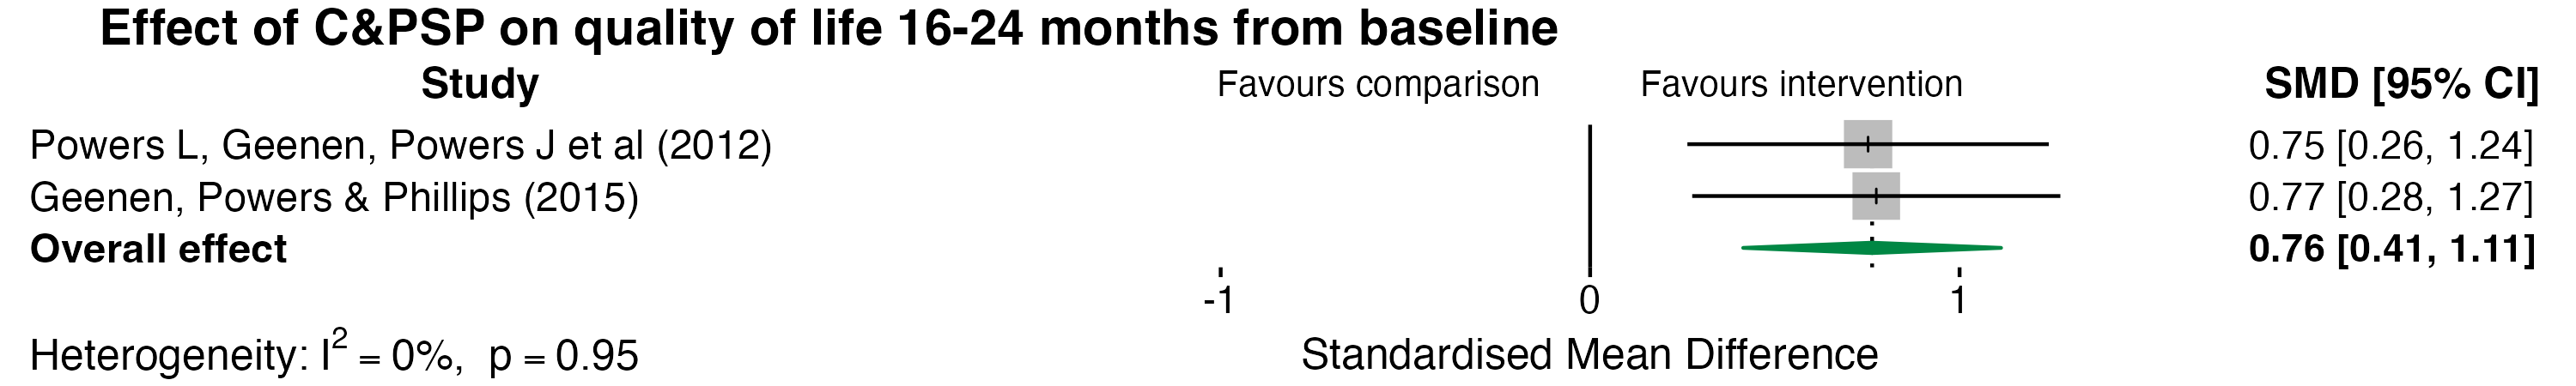 Effect of C&PSP on quality of life 16-24 months from baseline
Study Favours comparison Favours intervention SMD [95% CI]
Powers L, Geenen, Powers J et al (2012) 0.75 [0.26, 1.24]
Geenen, Powers & Phillips (2015) 0.77 [0.28, 1.27]
Overall effect 0.76 [0.41, 1.11]
-1 0 1
Heterogeneity: I² = 0%, p = 0.95 Standardised Mean Difference